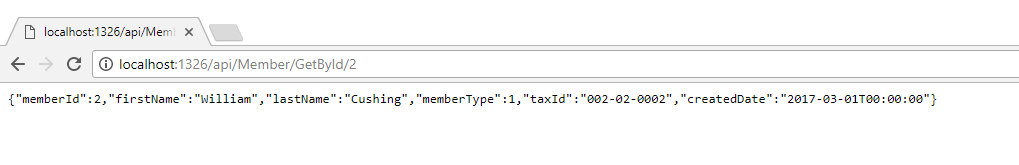 localhost:1326/api/Memb
localhost:1326/api/Member/GetById/2
{"memberId":2,"firstName":"William","lastName":"Cushing","memberType":1,"taxId":"002-02-0002","createdDate":"2017-03-01T00:00:00"}